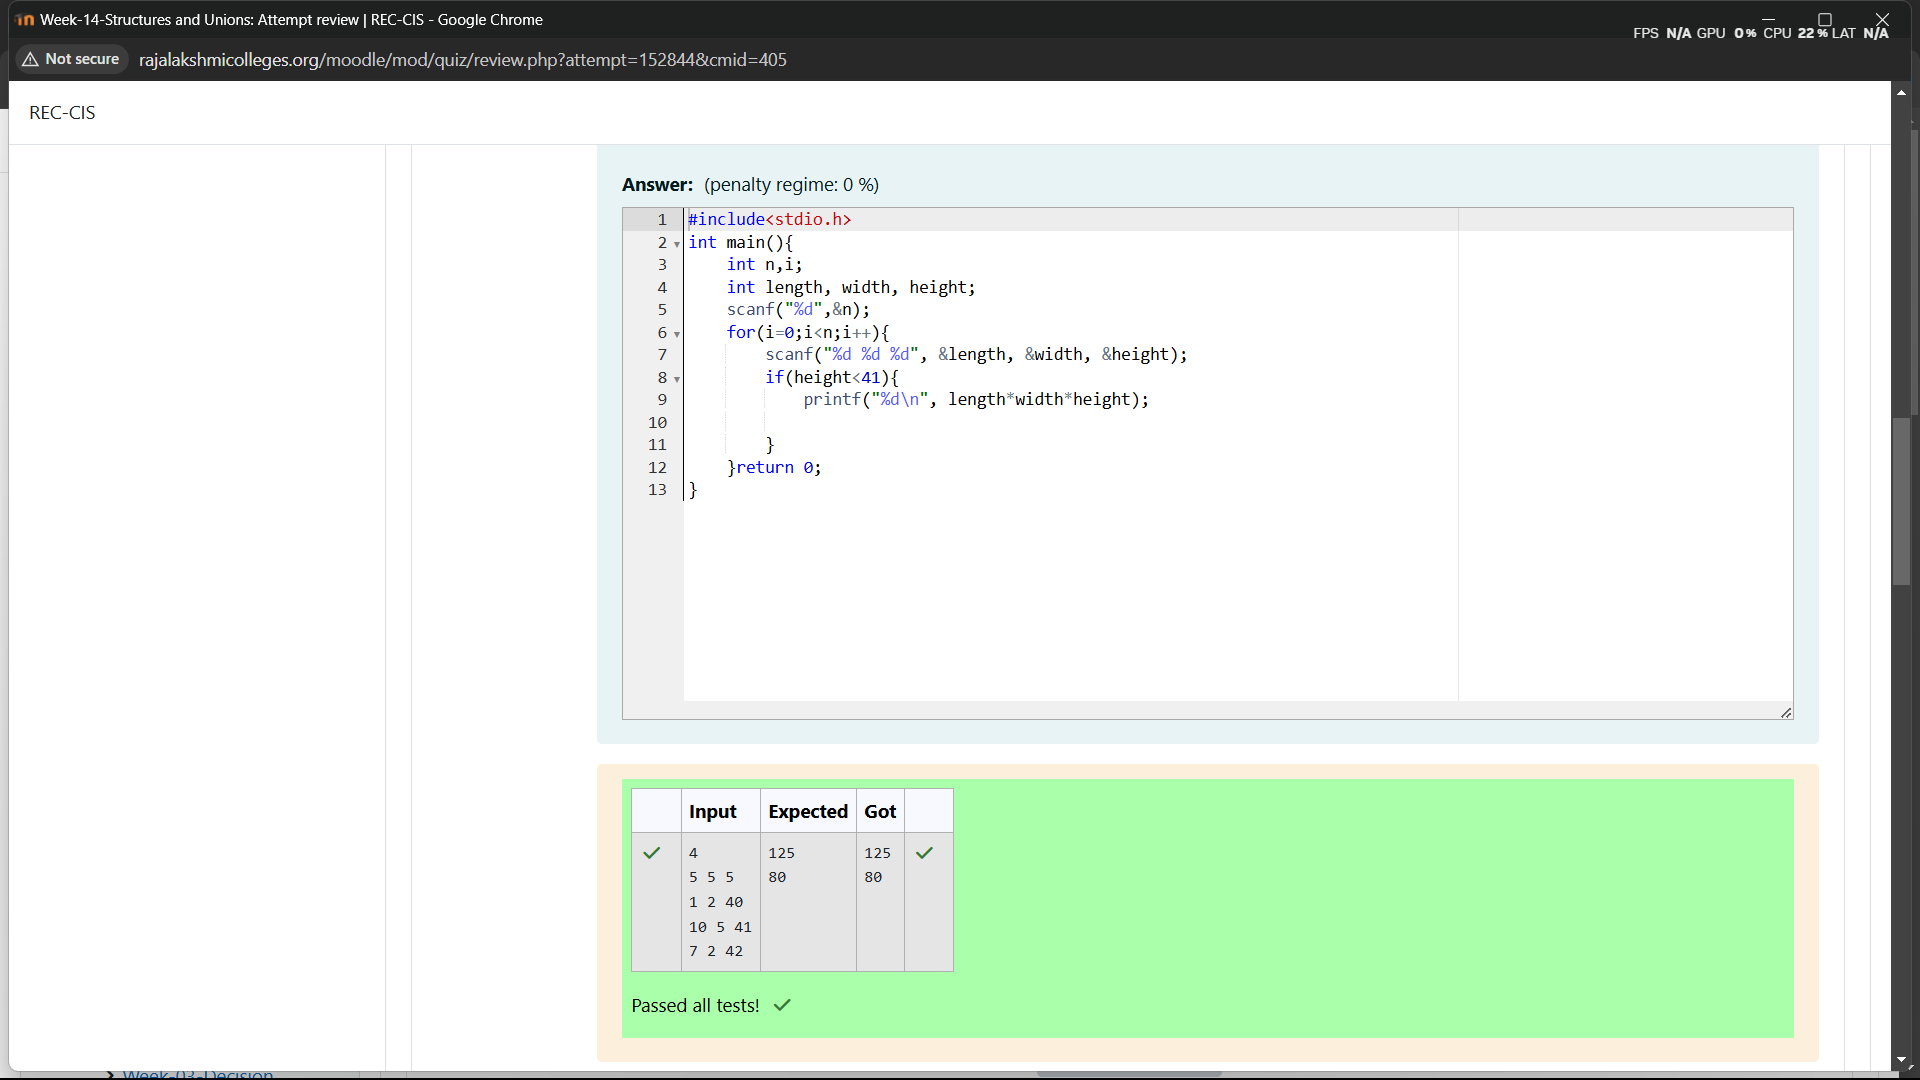 Week-14-Structures and Unions: Attempt review | REC-CIS - Google Chrome
FPS N/A GPU 0% CPU 22% LAT N/A
Not secure rajalakshmicolleges.org/moodle/mod/quiz/review.php?attempt=152844&cmid=405
REC-CIS
Answer: (penalty regime: 0 %)
1 #include<stdio.h>
2 int main(){
3 int n,i;
4 int length, width, height;
5 scanf("%d",&n);
6 for(i=0;i<n;i++){
7 scanf("%d %d %d", &length, &width, &height);
8 if(height<41){
9 printf("%d\n", length*width*height);
10
11 }
12 }return 0;
13 }
Input Expected Got
4 125 125
5 5 5 80 80
1 2 40
10 5 41
7 2 42
Passed all tests!
Week-03-Decision